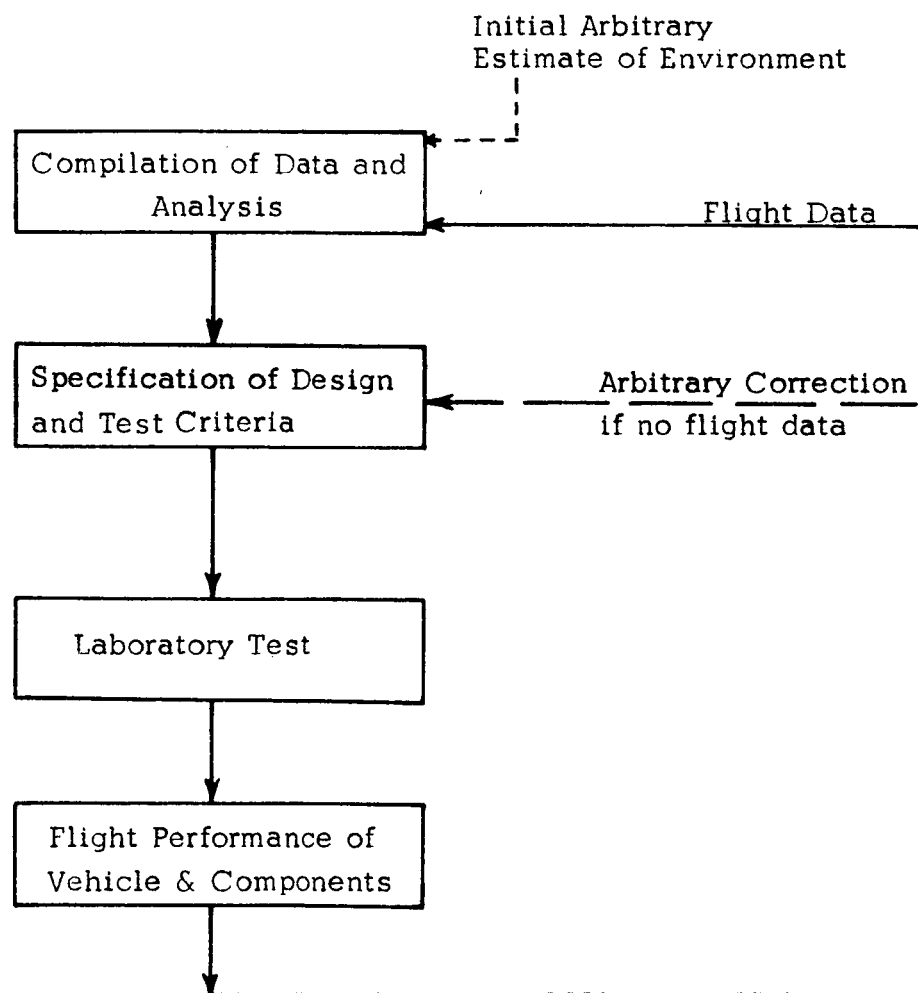 Initial Arbitrary
Estimate of Environment
Compilation of Data and
Analysis
Flight Data
Specification of Design
and Test Criteria
Arbitrary Correction
if no flight data
Laboratory Test
Flight Performance of
Vehicle & Components